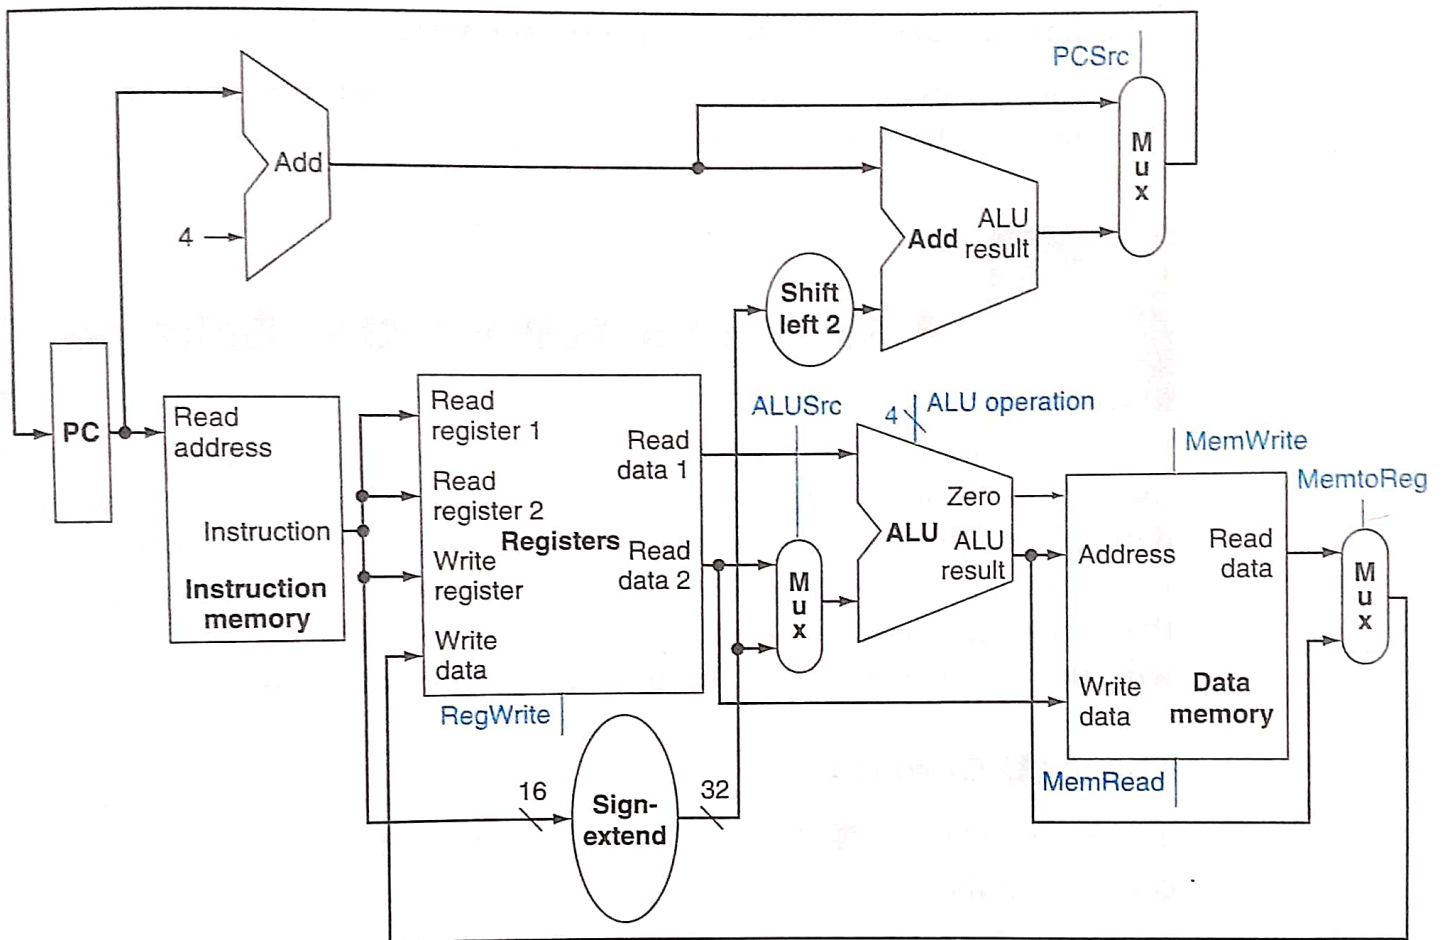 PCSrc
Add
4
M
u
x
Add
ALU
result
Shift
left 2
PC
Read
address
Instruction
Instruction
memory
Read
register 1
Read
register 2
Write
register
Write
data
Registers
Read
data 1
Read
data 2
RegWrite
16
Sign-
extend
32
ALUSrc
M
u
x
4
ALU operation
Zero
ALU
ALU
result
MemWrite
Address
Read
data
Write
data
Data
memory
MemRead
MemtoReg
M
u
x